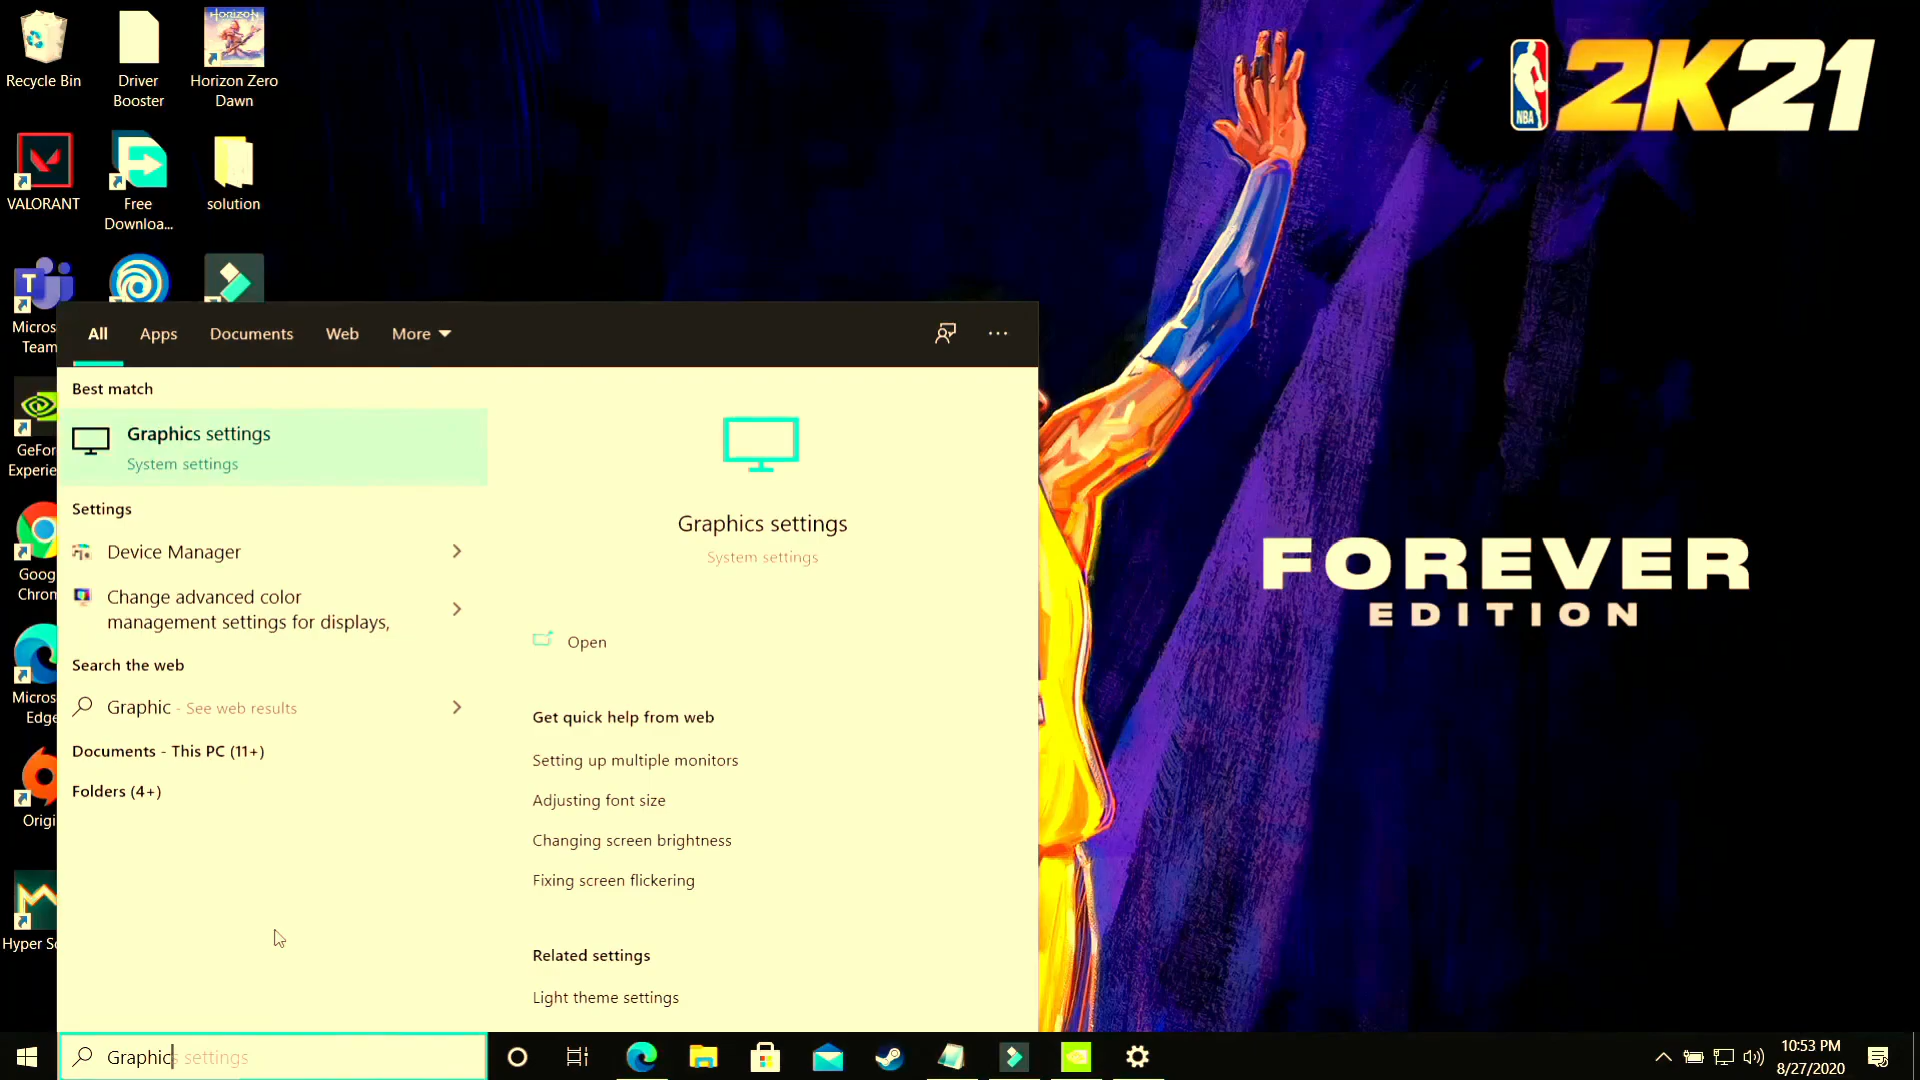 Recycle Bin
Driver
Booster
HORIZON
Horizon Zero
Dawn
VALORANT
Free
Downloa...
solution
T
Micros
Team
GeFor
Experie
Goog
Chrom
Micros
Edge
Origi
Hyper Sc
NBA
2K21
FOREVER
EDITION
All
Apps
Documents
Web
More
Best match
Graphics settings
System settings
Settings
Device Manager
Change advanced color
management settings for displays,
Search the web
Graphic - See web results
Documents - This PC (11+)
Folders (4+)
Graphics settings
System settings
Open
Get quick help from web
Setting up multiple monitors
Adjusting font size
Changing screen brightness
Fixing screen flickering
Related settings
Light theme settings
Graphics settings
10:53 PM
8/27/2020